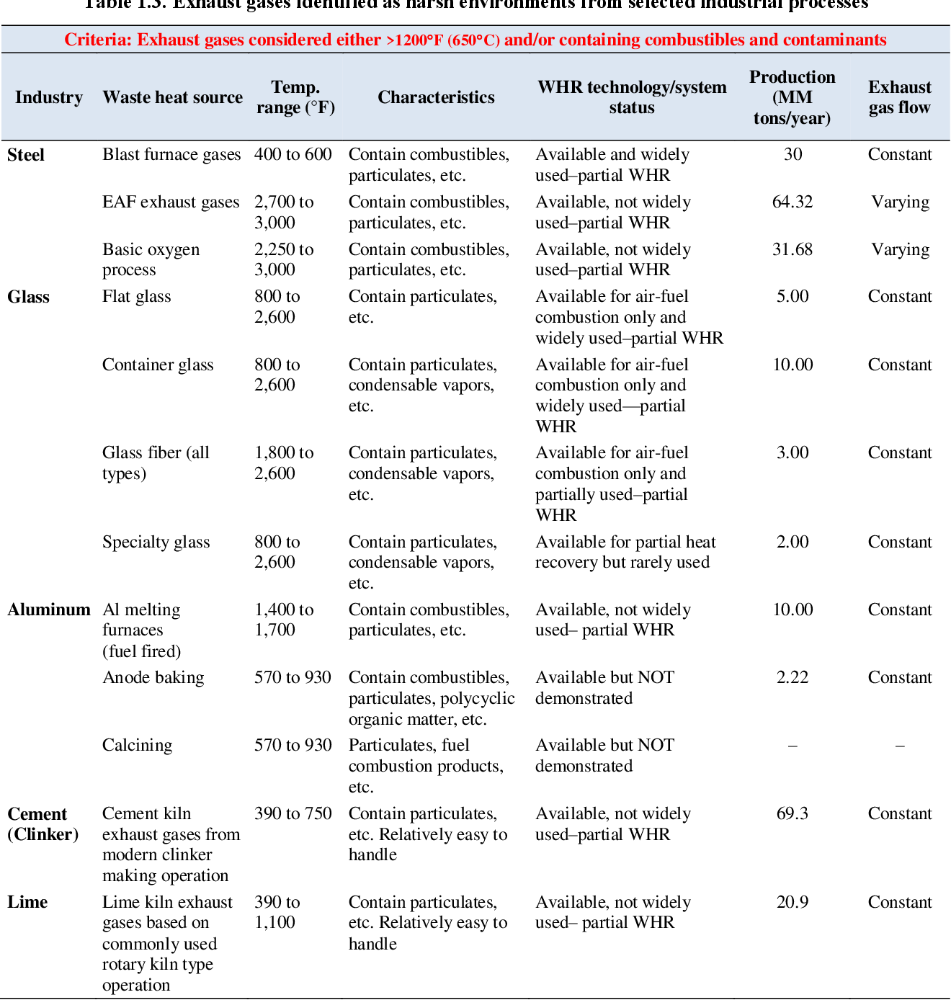 Table 1.3. Exhaust gases identified as harsh environments from selected industrial processes
Criteria: Exhaust gases considered either >1200°F (650°C) and/or containing combustibles and contaminants
Industry Waste heat source Temp. range (°F) Characteristics WHR technology/system status Production (MM tons/year) Exhaust gas flow
Steel Blast furnace gases 400 to 600 Contain combustibles, Available and widely 30 Constant
particulates, etc. used–partial WHR
EAF exhaust gases 2,700 to Contain combustibles, Available, not widely 64.32 Varying
3,000 particulates, etc. used–partial WHR
Basic oxygen 2,250 to Contain combustibles, Available, not widely 31.68 Varying
process 3,000 particulates, etc. used–partial WHR
Glass Flat glass 800 to Contain particulates, Available for air-fuel 5.00 Constant
2,600 etc. combustion only and
widely used–partial WHR
Container glass 800 to Contain particulates, Available for air-fuel 10.00 Constant
2,600 condensable vapors, combustion only and
etc. widely used—partial
WHR
Glass fiber (all 1,800 to Contain particulates, Available for air-fuel 3.00 Constant
types) 2,600 condensable vapors, combustion only and
etc. partially used–partial
WHR
Specialty glass 800 to Contain particulates, Available for partial heat 2.00 Constant
2,600 condensable vapors, recovery but rarely used
etc.
Aluminum Al melting 1,400 to Contain combustibles, Available, not widely 10.00 Constant
furnaces 1,700 particulates, etc. used– partial WHR
(fuel fired)
Anode baking 570 to 930 Contain combustibles, Available but NOT 2.22 Constant
particulates, polycyclic demonstrated
organic matter, etc.
Calcining 570 to 930 Particulates, fuel Available but NOT – –
combustion products, demonstrated
etc.
Cement Cement kiln 390 to 750 Contain particulates, Available, not widely 69.3 Constant
(Clinker) exhaust gases from etc. Relatively easy to used–partial WHR
modern clinker handle
making operation
Lime Lime kiln exhaust 390 to Contain particulates, Available, not widely 20.9 Constant
gases based on 1,100 etc. Relatively easy to used– partial WHR
commonly used handle
rotary kiln type
operation